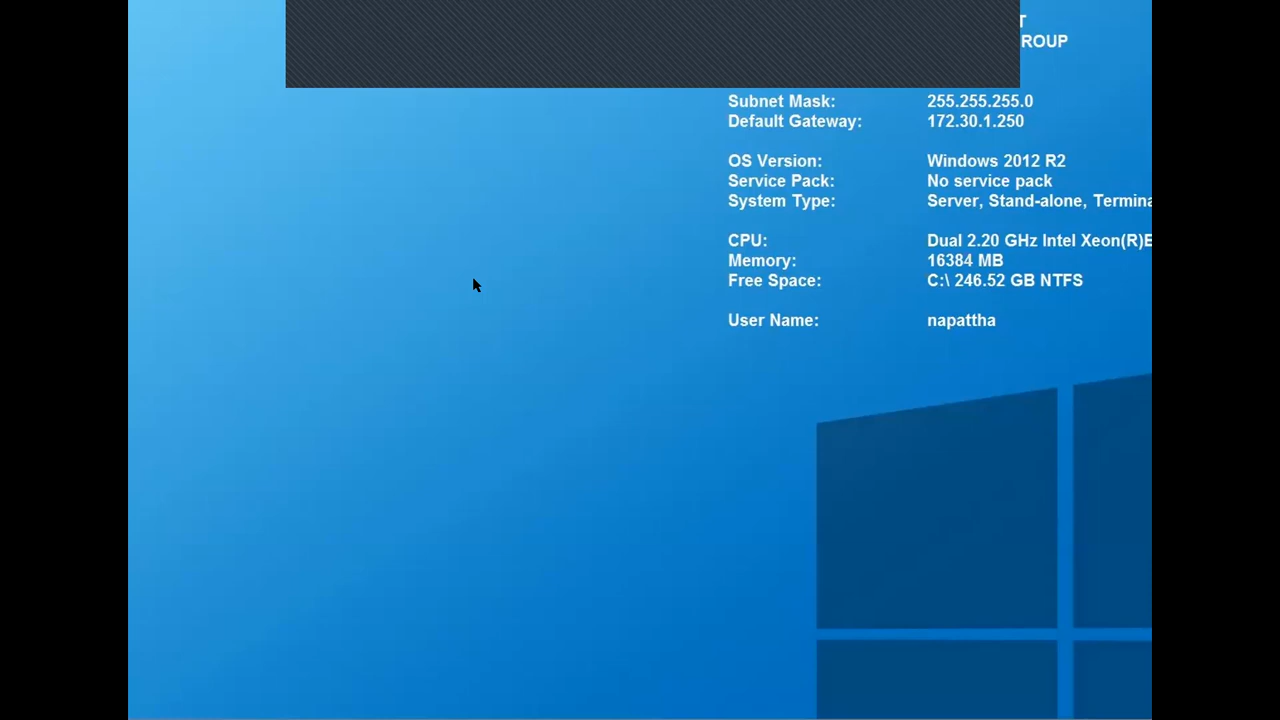 ROUP
Subnet Mask: 255.255.255.0
Default Gateway: 172.30.1.250
OS Version: Windows 2012 R2
Service Pack: No service pack
System Type: Server, Stand-alone,
CPU: Dual 2.20 GHz Intel Xeon(R)
Memory: 16384 MB
Free Space: C:\ 246.52 GB NTFS
User Name: napattha